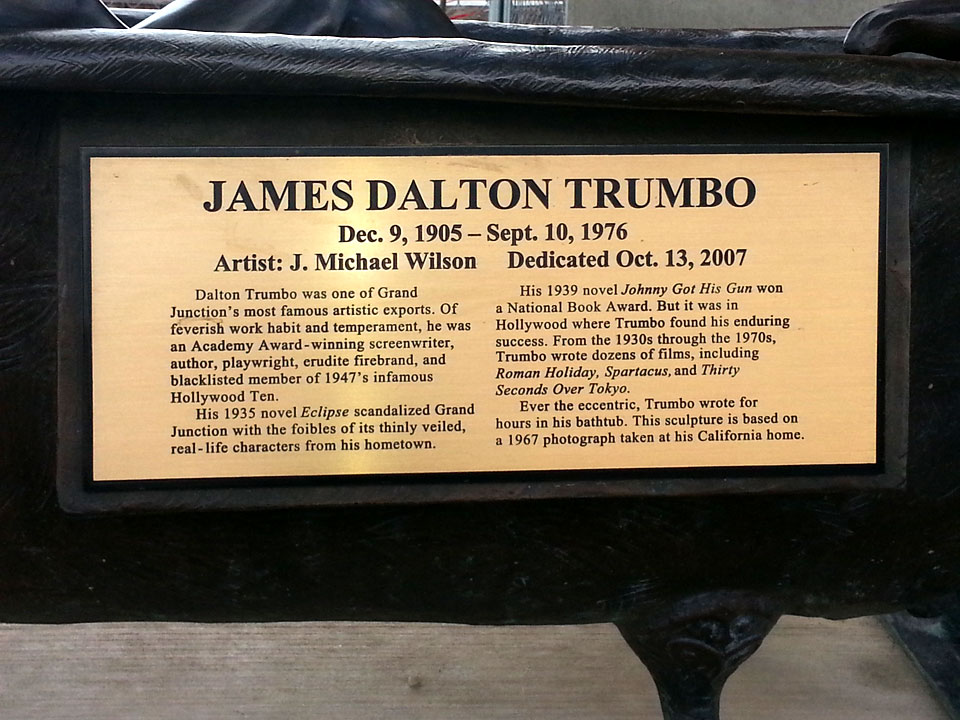 JAMES DALTON TRUMBO
Dec. 9, 1905 – Sept. 10, 1976
Artist: J. Michael Wilson Dedicated Oct. 13, 2007
Dalton Trumbo was one of Grand
Junction's most famous artistic exports. Of
feverish work habit and temperament, he was
an Academy Award-winning screenwriter,
author, playwright, erudite firebrand, and
blacklisted member of 1947's infamous
Hollywood Ten.
His 1935 novel Eclipse scandalized Grand
Junction with the foibles of its thinly veiled,
real-life characters from his hometown.
His 1939 novel Johnny Got His Gun won
a National Book Award. But it was in
Hollywood where Trumbo found his enduring
success. From the 1930s through the 1970s,
Trumbo wrote dozens of films, including
Roman Holiday, Spartacus, and Thirty
Seconds Over Tokyo.
Ever the eccentric, Trumbo wrote for
hours in his bathtub. This sculpture is based on
a 1967 photograph taken at his California home.